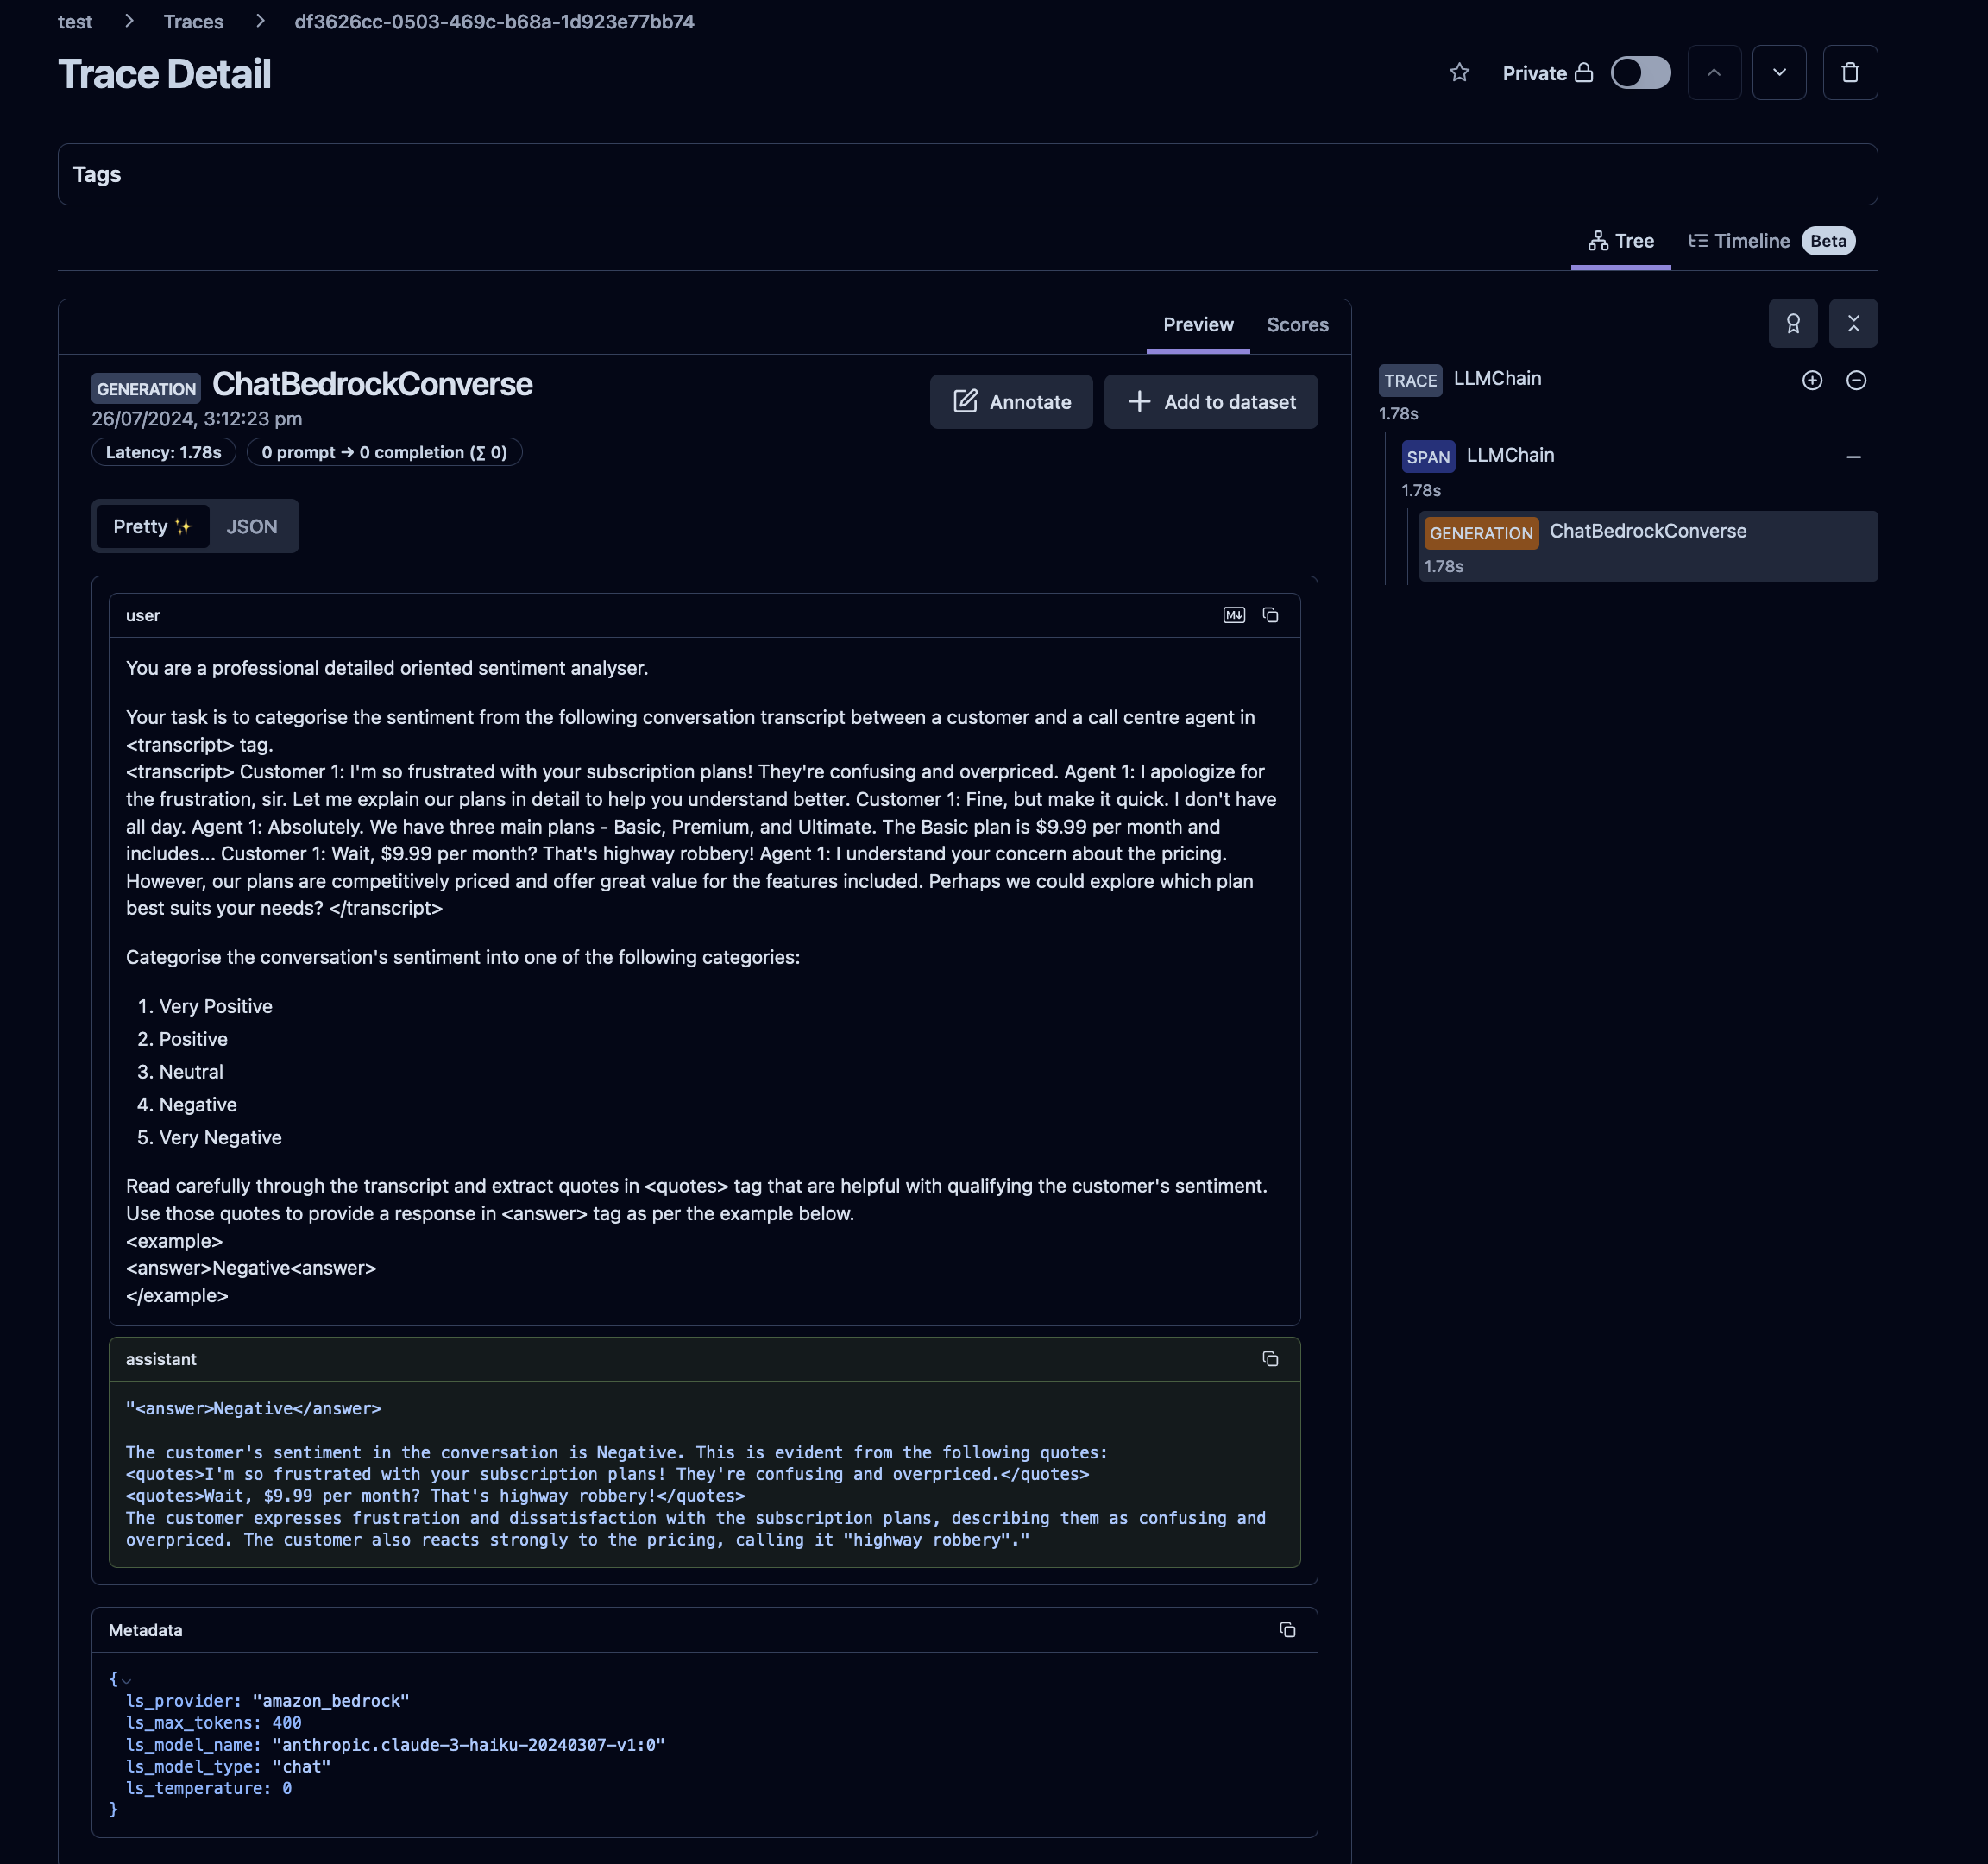 test > Traces > df3626cc-0503-469c-b68a-1d923e77bb74
Trace Detail
Private
Tags
Tree
Timeline Beta
Preview
Scores
GENERATION ChatBedrockConverse
26/07/2024, 3:12:23 pm
Latency: 1.78s
0 prompt → 0 completion (∑ 0)
Annotate
Add to dataset
Pretty ✨
JSON
user
You are a professional detailed oriented sentiment analyser.
Your task is to categorise the sentiment from the following conversation transcript between a customer and a call centre agent in
<transcript> tag.
<transcript> Customer 1: I'm so frustrated with your subscription plans! They're confusing and overpriced. Agent 1: I apologize for
the frustration, sir. Let me explain our plans in detail to help you understand better. Customer 1: Fine, but make it quick. I don't have
all day. Agent 1: Absolutely. We have three main plans - Basic, Premium, and Ultimate. The Basic plan is $9.99 per month and
includes... Customer 1: Wait, $9.99 per month? That's highway robbery! Agent 1: I understand your concern about the pricing.
However, our plans are competitively priced and offer great value for the features included. Perhaps we could explore which plan
best suits your needs? </transcript>
Categorise the conversation's sentiment into one of the following categories:
1. Very Positive
2. Positive
3. Neutral
4. Negative
5. Very Negative
Read carefully through the transcript and extract quotes in <quotes> tag that are helpful with qualifying the customer's sentiment.
Use those quotes to provide a response in <answer> tag as per the example below.
<example>
<answer>Negative<answer>
</example>
assistant
"<answer>Negative</answer>
The customer's sentiment in the conversation is Negative. This is evident from the following quotes:
<quotes>I'm so frustrated with your subscription plans! They're confusing and overpriced.</quotes>
<quotes>Wait, $9.99 per month? That's highway robbery!</quotes>
The customer expresses frustration and dissatisfaction with the subscription plans, describing them as confusing and
overpriced. The customer also reacts strongly to the pricing, calling it "highway robbery"."
Metadata
{
ls_provider: "amazon_bedrock"
ls_max_tokens: 400
ls_model_name: "anthropic.claude-3-haiku-20240307-v1:0"
ls_model_type: "chat"
ls_temperature: 0
}
TRACE LLMChain
1.78s
SPAN LLMChain
1.78s
GENERATION ChatBedrockConverse
1.78s